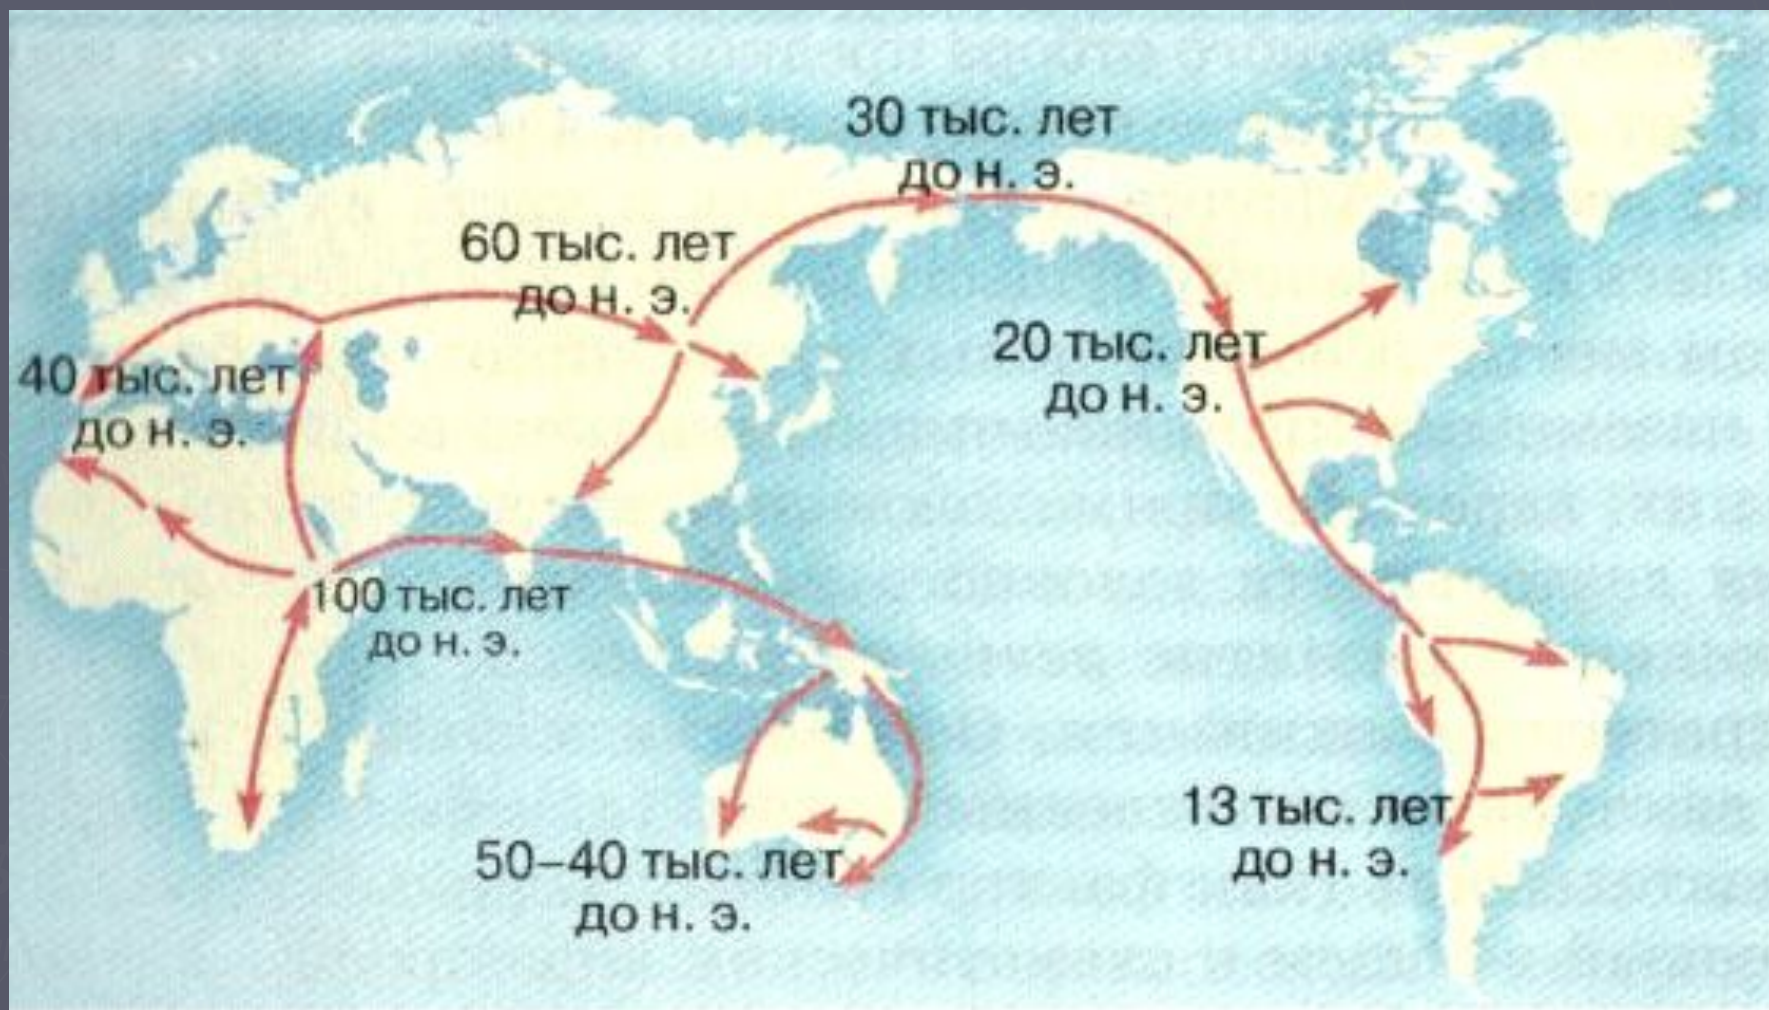 30 тыс. лет
до н. э.
60 тыс. лет
до н. э.
40 тыс. лет
до н. э.
20 тыс. лет
до н. э.
100 тыс. лет
до н. э.
50–40 тыс. лет
до н. э.
13 тыс. лет
до н. э.